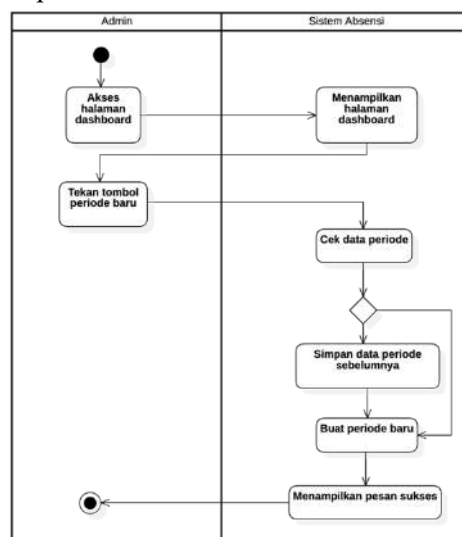 Admin
Sistem Absensi
Akses
halaman
dashboard
Menampilkan
halaman
dashboard
Tekan tombol
periode baru
Cek data periode
Simpan data periode
sebelumnya
Buat periode baru
Menampilkan pesan sukses